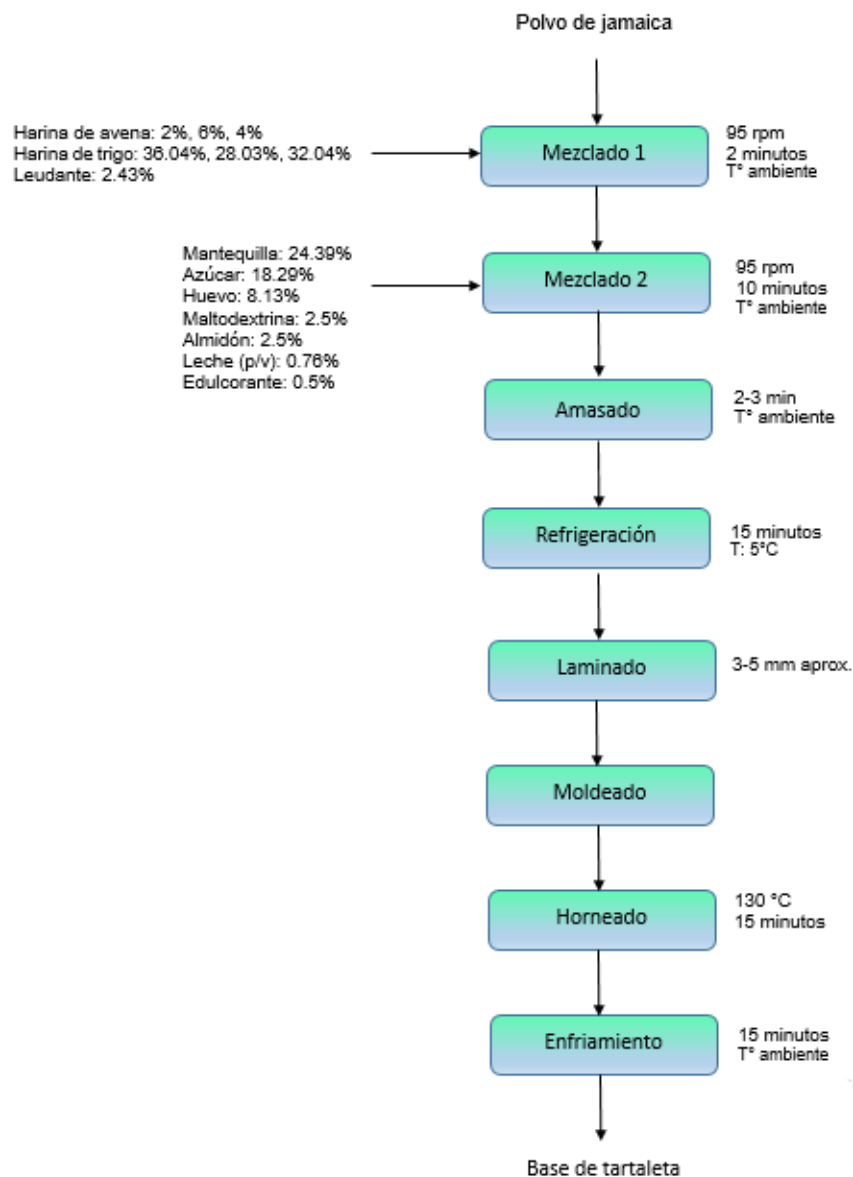 Polvo de jamaica
Harina de avena: 2%, 6%, 4%
Harina de trigo: 36.04%, 28.03%, 32.04%
Leudante: 2.43%
Mezclado 1
95 rpm
2 minutos
T° ambiente
Mantequilla: 24.39%
Azúcar: 18.29%
Huevo: 8.13%
Maltodextrina: 2.5%
Almidón: 2.5%
Leche (p/v): 0.76%
Edulcorante: 0.5%
Mezclado 2
95 rpm
10 minutos
T° ambiente
Amasado
2-3 min
T° ambiente
Refrigeración
15 minutos
T: 5°C
Laminado
3-5 mm aprox.
Moldeado
Horneado
130 °C
15 minutos
Enfriamiento
15 minutos
T° ambiente
Base de tartaleta